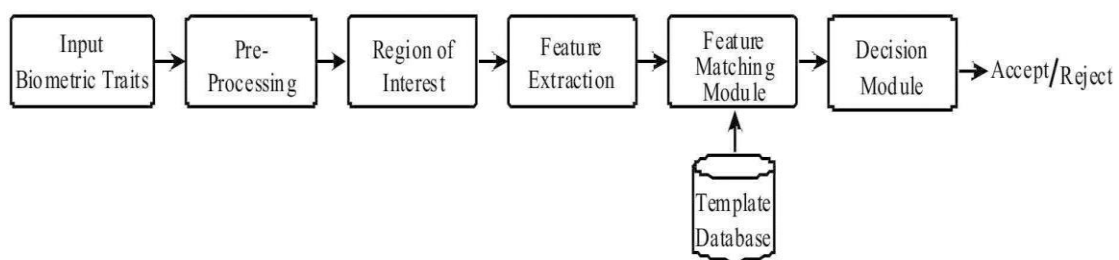 Input
Biometric Traits
Pre-
Processing
Region of
Interest
Feature
Extraction
Feature
Matching
Module
Decision
Module
Accept/Reject
Template
Database